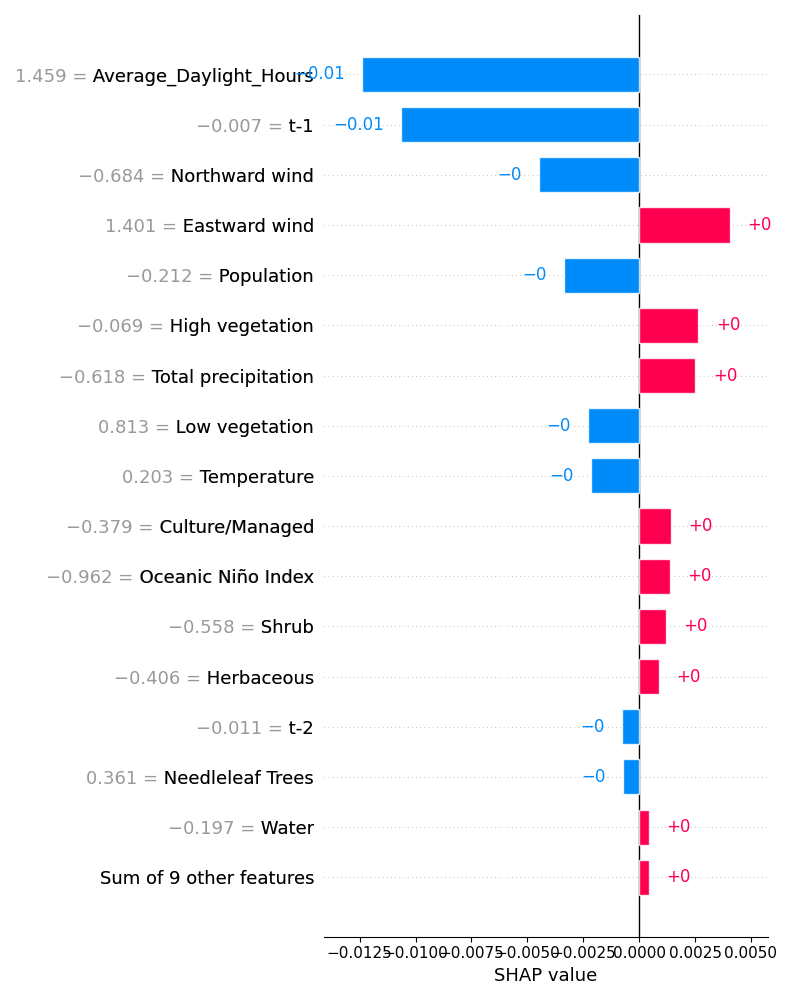 1.459 = Average_Daylight_Hours −0.01
−0.007 = t-1 −0.01
−0.684 = Northward wind −0
1.401 = Eastward wind +0
−0.212 = Population −0
−0.069 = High vegetation +0
−0.618 = Total precipitation +0
0.813 = Low vegetation −0
0.203 = Temperature −0
−0.379 = Culture/Managed +0
−0.962 = Oceanic Niño Index +0
−0.558 = Shrub +0
−0.406 = Herbaceous +0
−0.011 = t-2 −0
0.361 = Needleleaf Trees −0
−0.197 = Water +0
Sum of 9 other features +0
−0.0125 −0.0100 −0.0075 −0.0050 −0.0025 0.0000 0.0025 0.0050
SHAP value